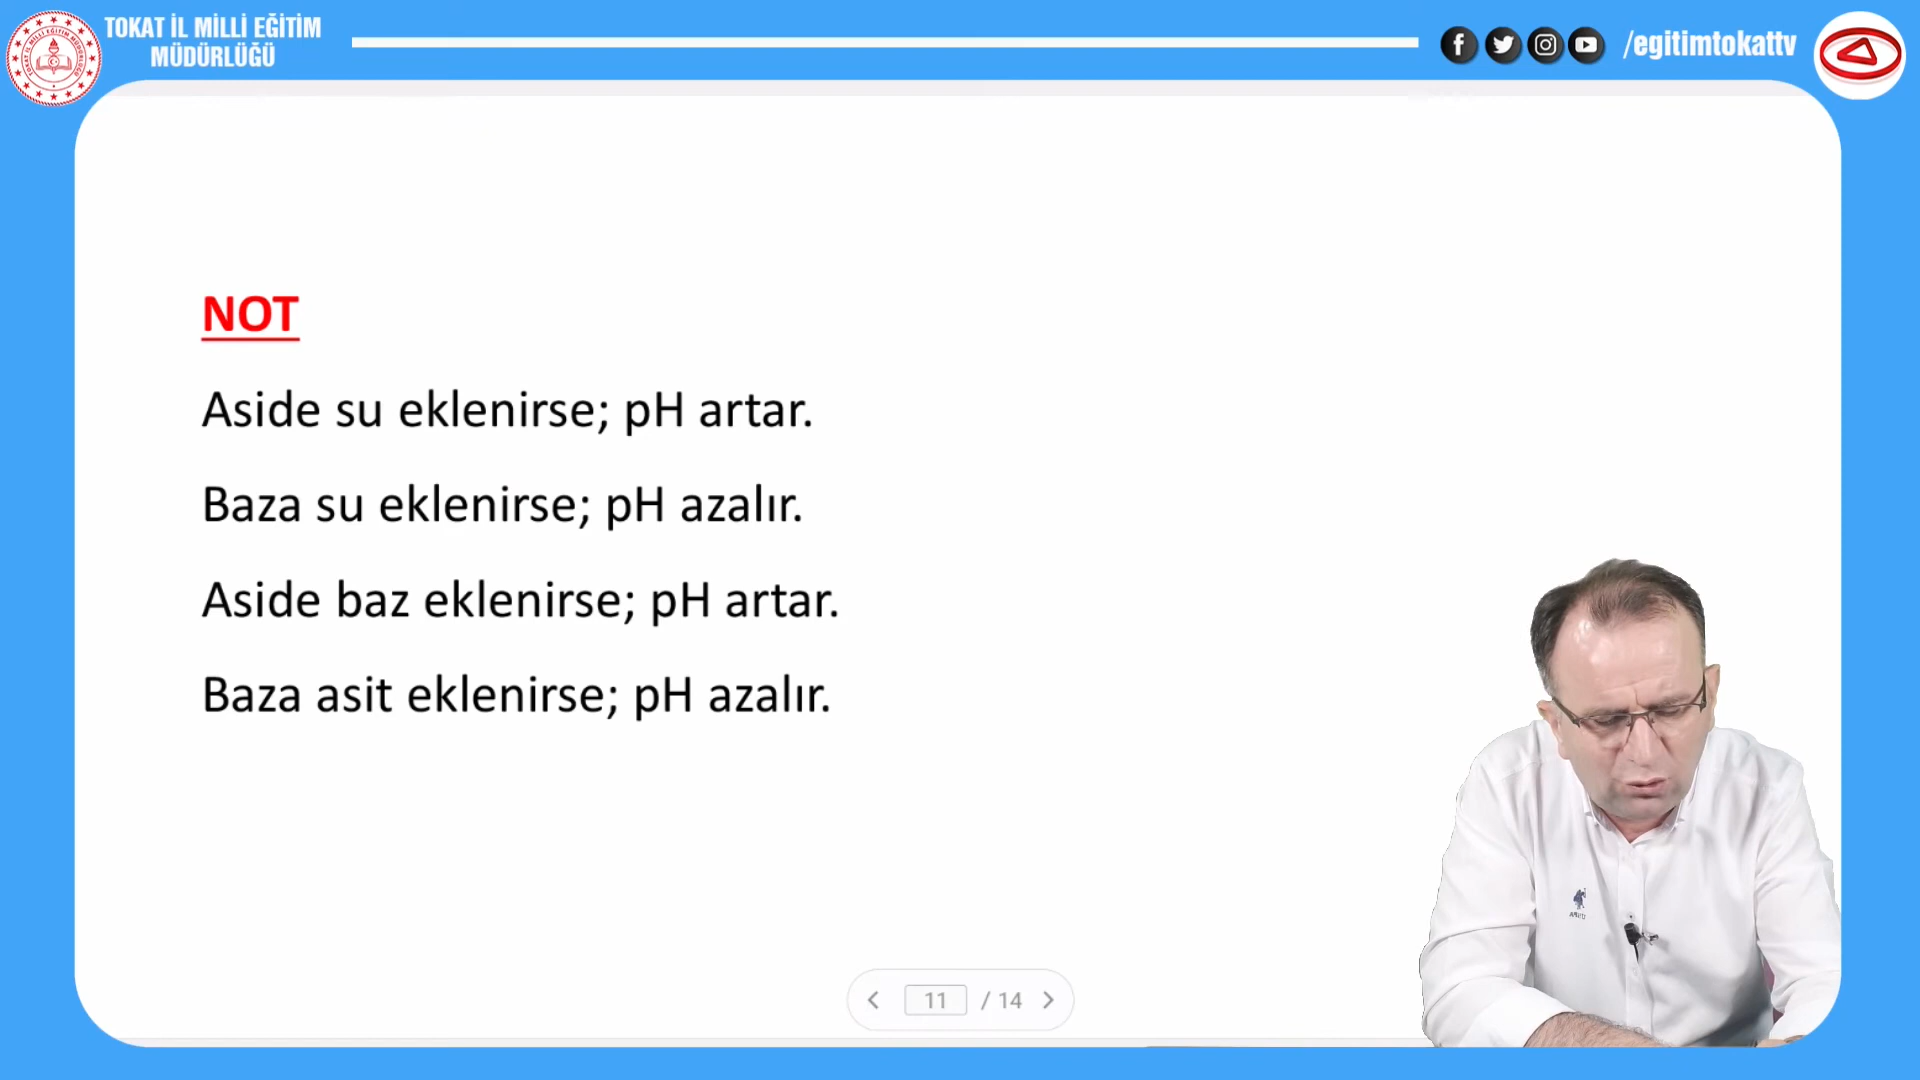 TOKAT İL MİLLİ EĞİTİM
MÜDÜRLÜĞÜ
/egitimtokattv
NOT
Aside su eklenirse; pH artar.
Baza su eklenirse; pH azalır.
Aside baz eklenirse; pH artar.
Baza asit eklenirse; pH azalır.
11 / 14